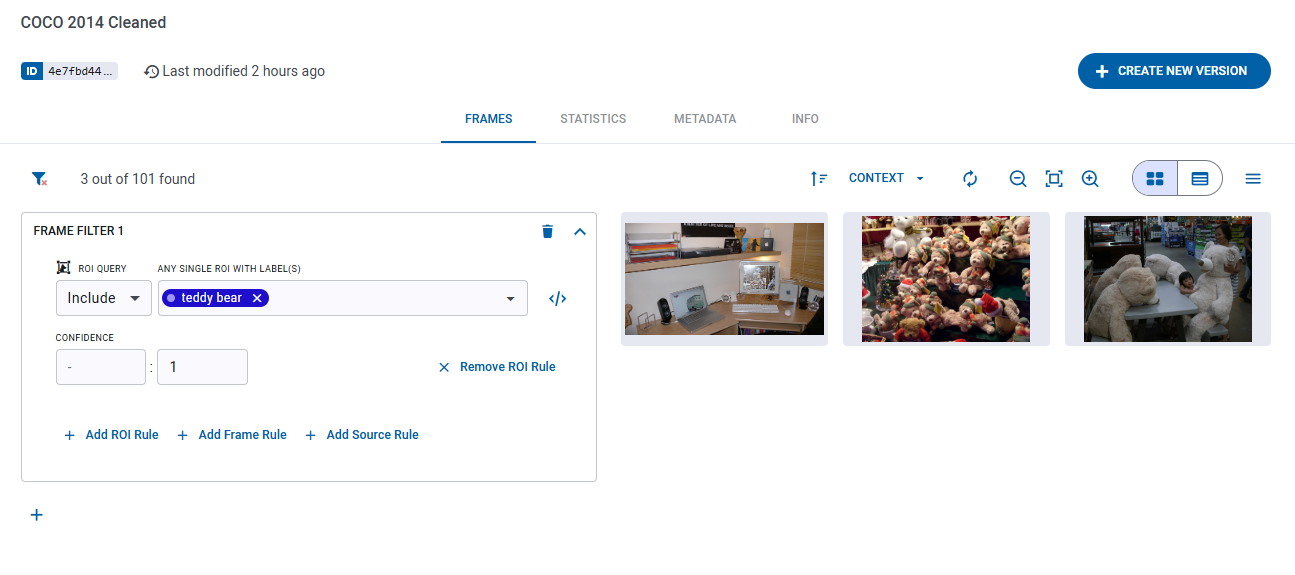 COCO 2014 Cleaned
ID 4e7fbd44...
Last modified 2 hours ago
CREATE NEW VERSION
FRAMES
STATISTICS
METADATA
INFO
3 out of 101 found
CONTEXT
FRAME FILTER 1
ROI QUERY
ANY SINGLE ROI WITH LABEL(S)
Include
teddy bear
</>
CONFIDENCE
- : 1
Remove ROI Rule
+ Add ROI Rule
+ Add Frame Rule
+ Add Source Rule
+